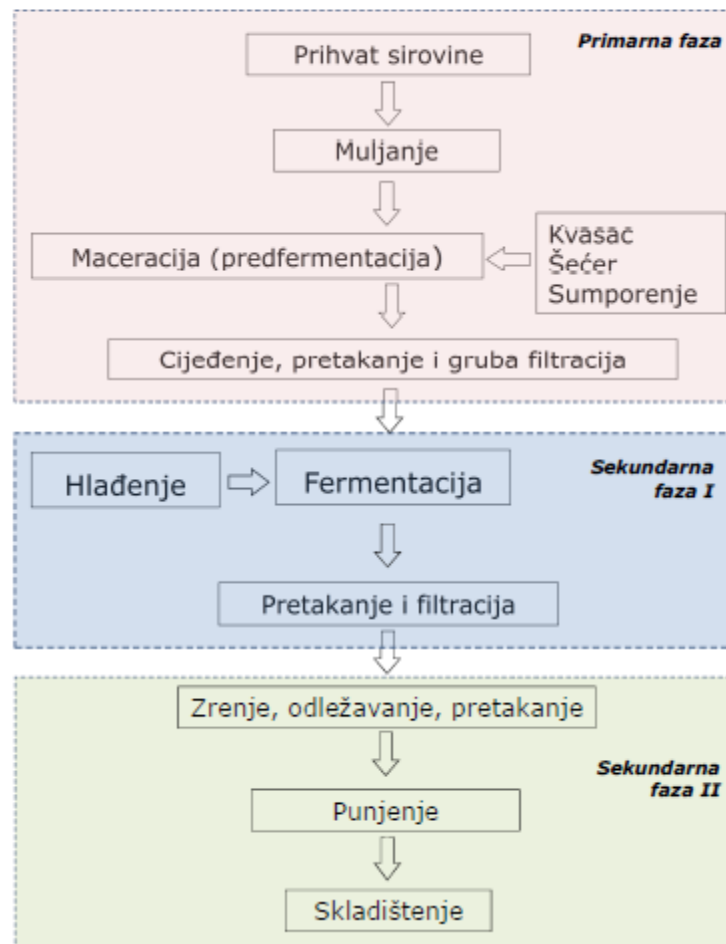 Primarna faza
Prihvat sirovine
Muljanje
Maceracija (predfermentacija)
Kvasac
Šećer
Sumporenje
Cijeđenje, pretakanje i gruba filtracija
Sekundarna
faza I
Hlađenje
Fermentacija
Pretakanje i filtracija
Zrenje, odležavanje, pretakanje
Sekundarna
faza II
Punjenje
Skladištenje